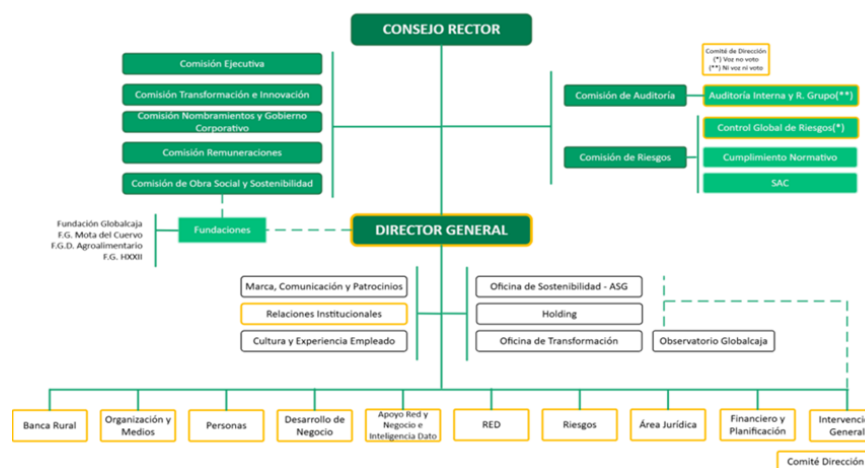 CONSEJO RECTOR
Comité de Dirección
(*) Voz no voto
(**) Ni voz ni voto
Comisión Ejecutiva
Comisión Transformación e Innovación
Comisión Nombramientos y Gobierno
Corporativo
Comisión Remuneraciones
Comisión de Obra Social y Sostenibilidad
Comisión de Auditoría
Auditoría Interna y R. Grupo(**)
Control Global de Riesgos(*)
Comisión de Riesgos
Cumplimiento Normativo
SAC
Fundación Globalcaja
F.G. Mota del Cuervo
F.G.D. Agroalimentario
F.G. HXXII
Fundaciones
DIRECTOR GENERAL
Marca, Comunicación y Patrocinios
Relaciones Institucionales
Cultura y Experiencia Empleado
Oficina de Sostenibilidad - ASG
Holding
Oficina de Transformación
Observatorio Globalcaja
Banca Rural
Organización y
Medios
Personas
Desarrollo de
Negocio
Apoyo Red y
Negocio e
Inteligencia Dato
RED
Riesgos
Área Jurídica
Financiero y
Planificación
Intervenció
General
Comité Dirección